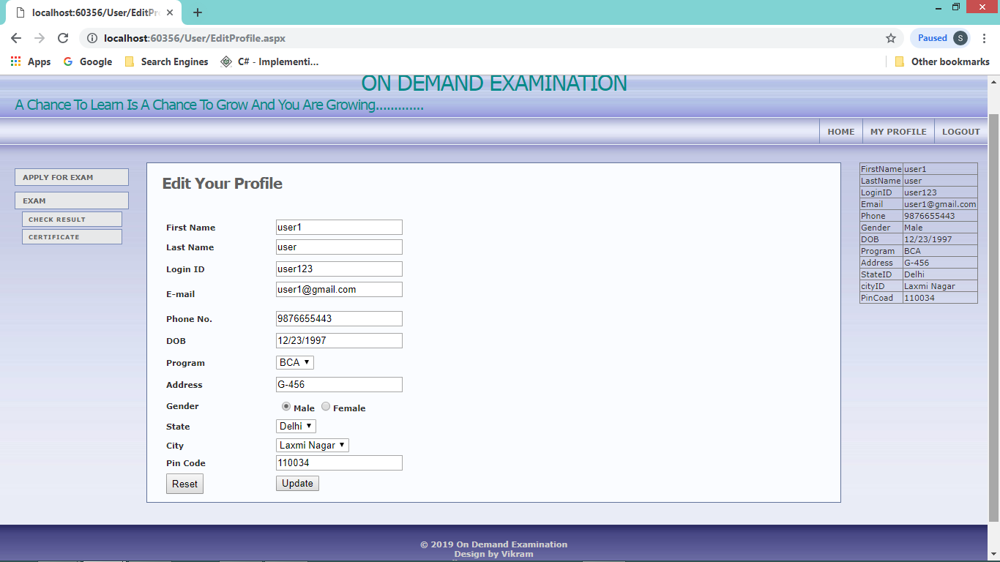 localhost:60356/User/EditPr
localhost:60356/User/EditProfile.aspx
Paused S
Apps Google Search Engines C# - Implementi... Other bookmarks
ON DEMAND EXAMINATION
A Chance To Learn Is A Chance To Grow And You Are Growing.............
HOME MY PROFILE LOGOUT
APPLY FOR EXAM
EXAM
CHECK RESULT
CERTIFICATE
Edit Your Profile
First Name user1
Last Name user
Login ID user123
E-mail user1@gmail.com
Phone No. 9876655443
DOB 12/23/1997
Program BCA
Address G-456
Gender Male Female
State Delhi
City Laxmi Nagar
Pin Code 110034
Reset Update
FirstName user1
LastName user
LoginID user123
Email user1@gmail.com
Phone 9876655443
Gender Male
DOB 12/23/1997
Program BCA
Address G-456
StateID Delhi
cityID Laxmi Nagar
PinCoad 110034
© 2019 On Demand Examination
Design by Vikram